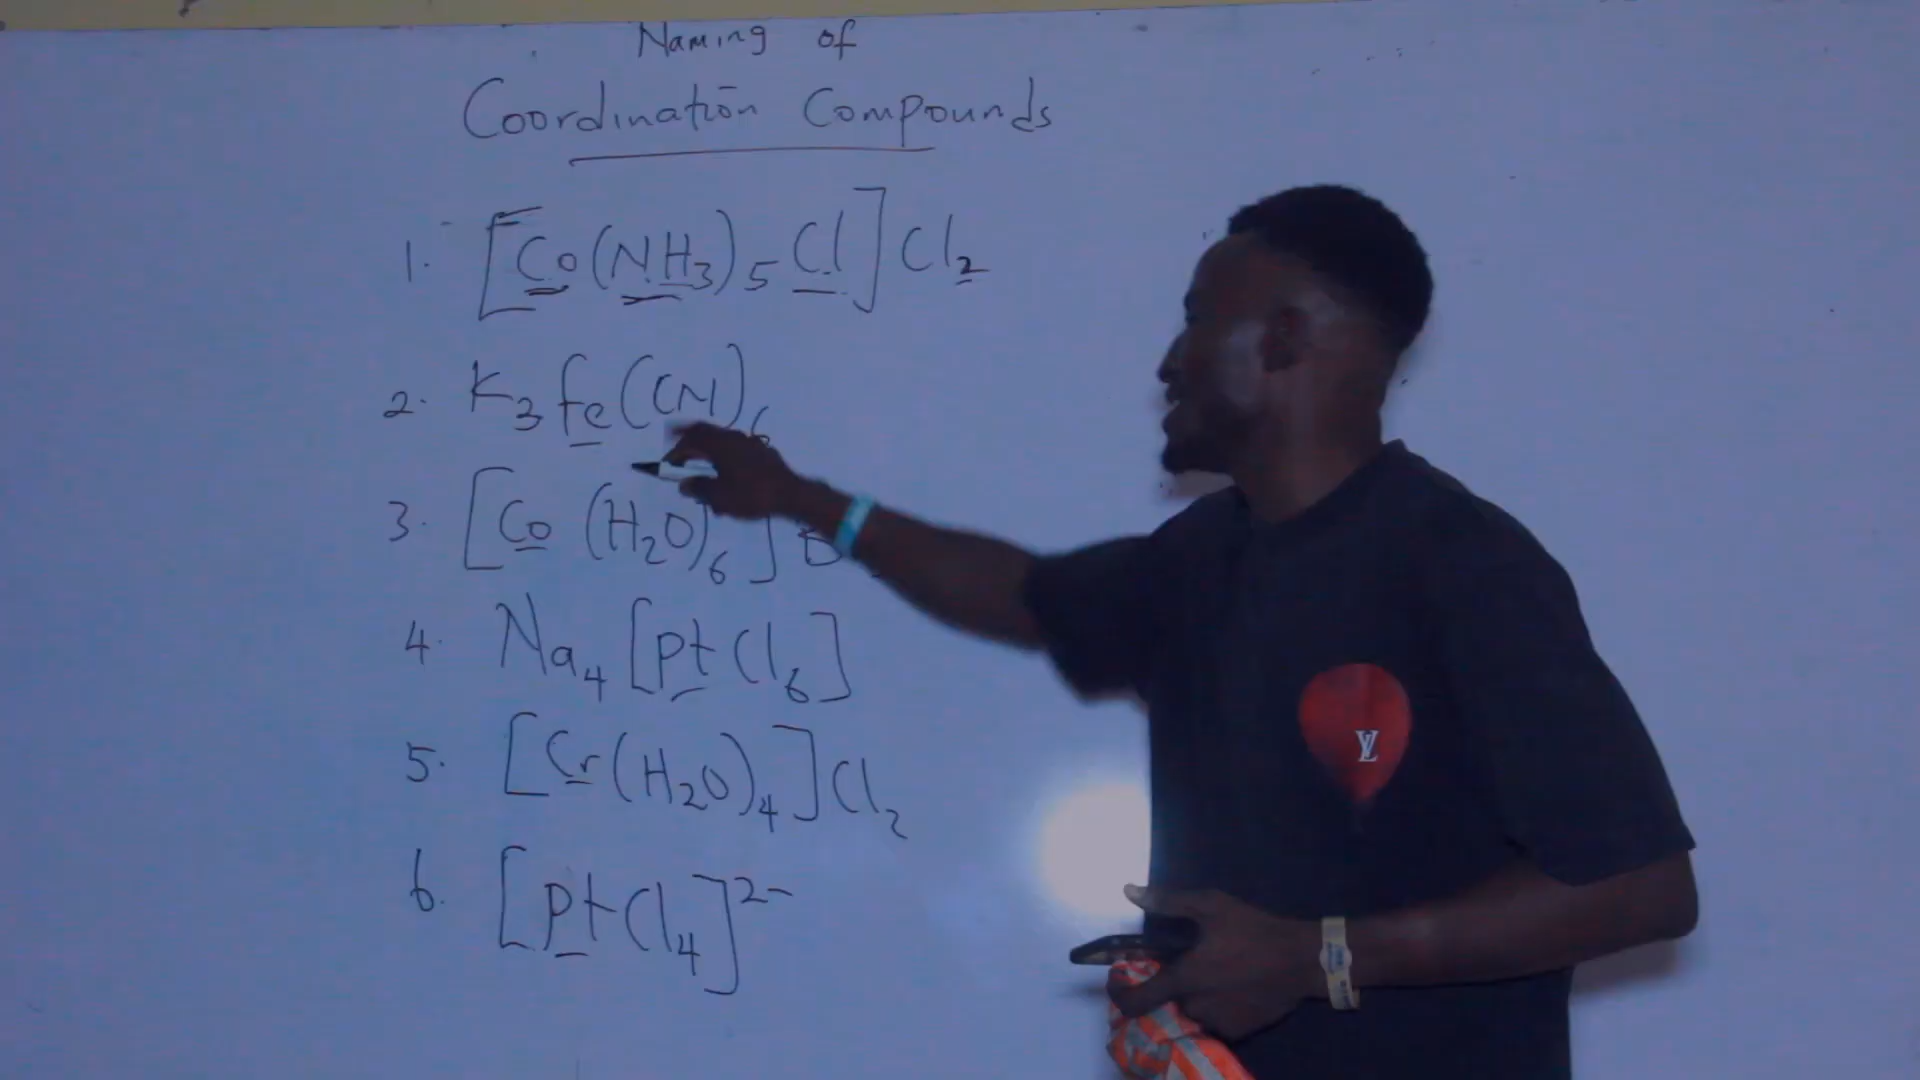 Naming of
Coordination Compounds
1. [Co(NH3)5Cl]Cl2
2. K3Fe(CN)6
3. [Co(H2O)6]
4. Na4[PtCl6]
5. [Cr(H2O)4]Cl2
6. [PtCl4]2-
LV